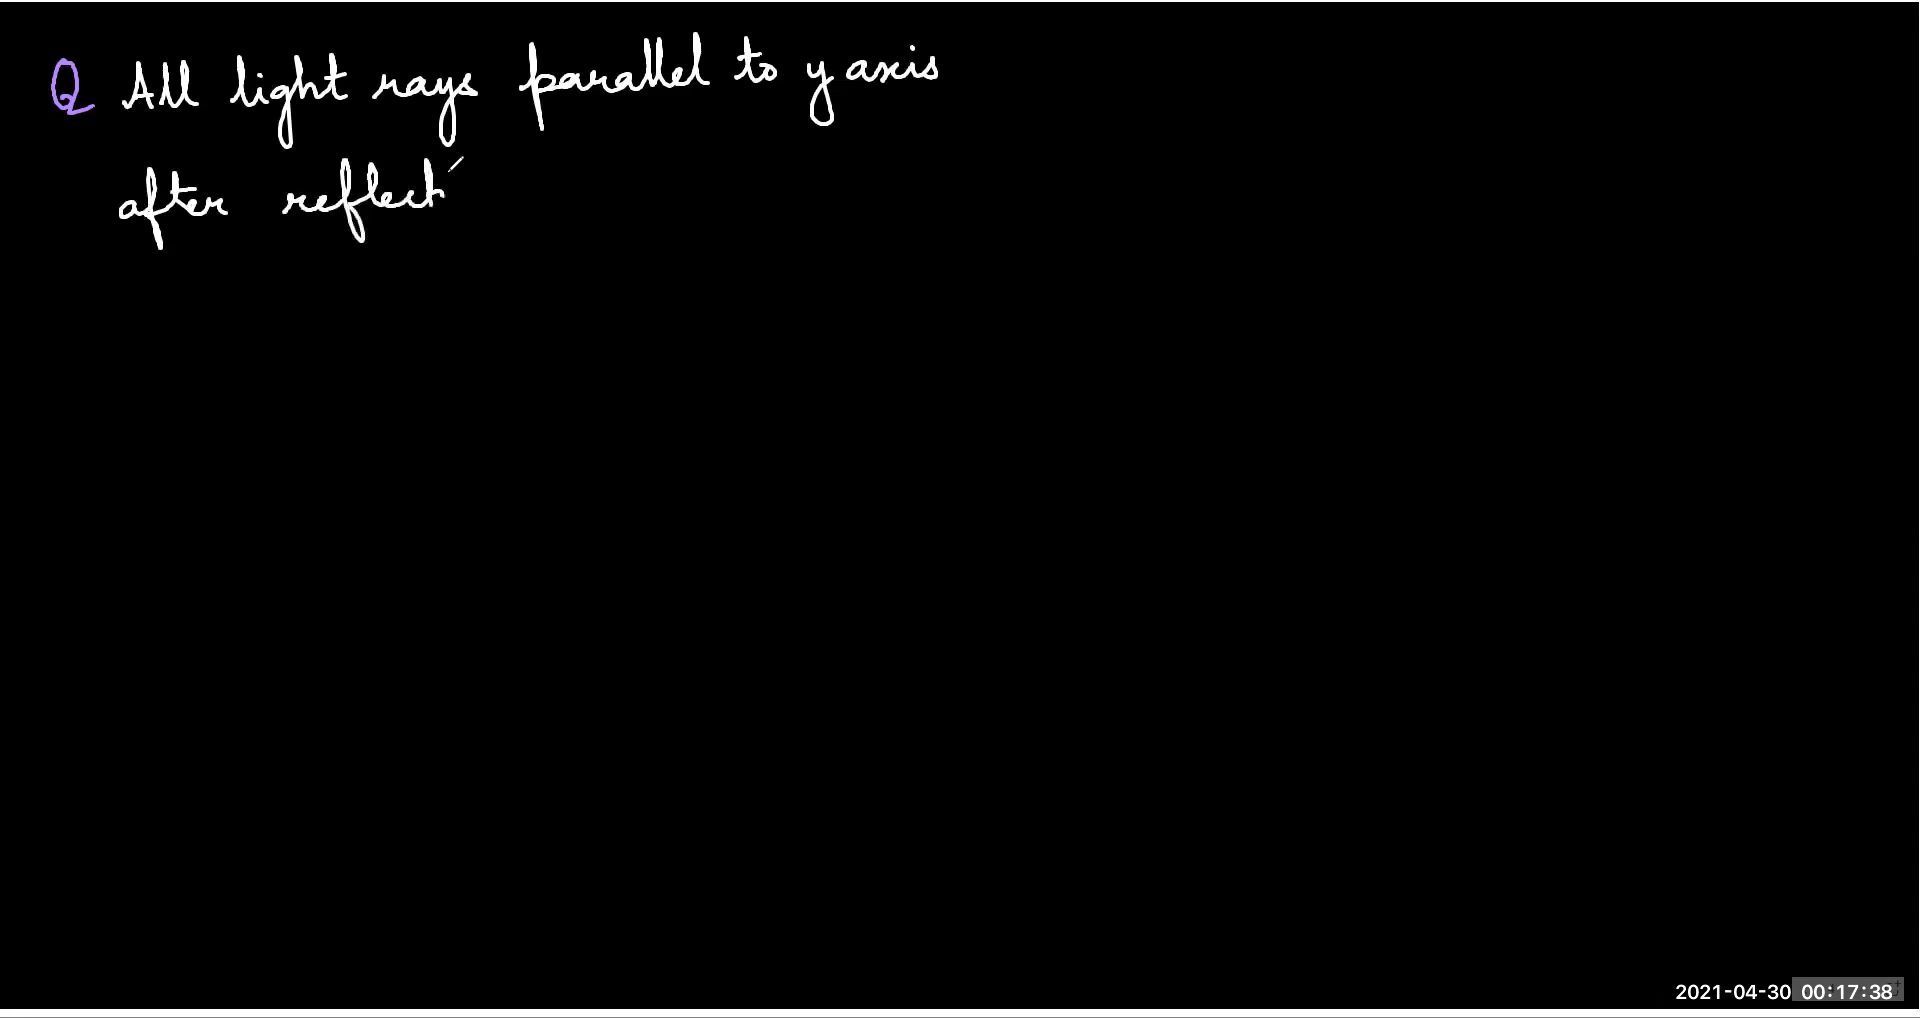 Q All light rays parallel to y axis
after reflect
2021-04-30 00:17:38